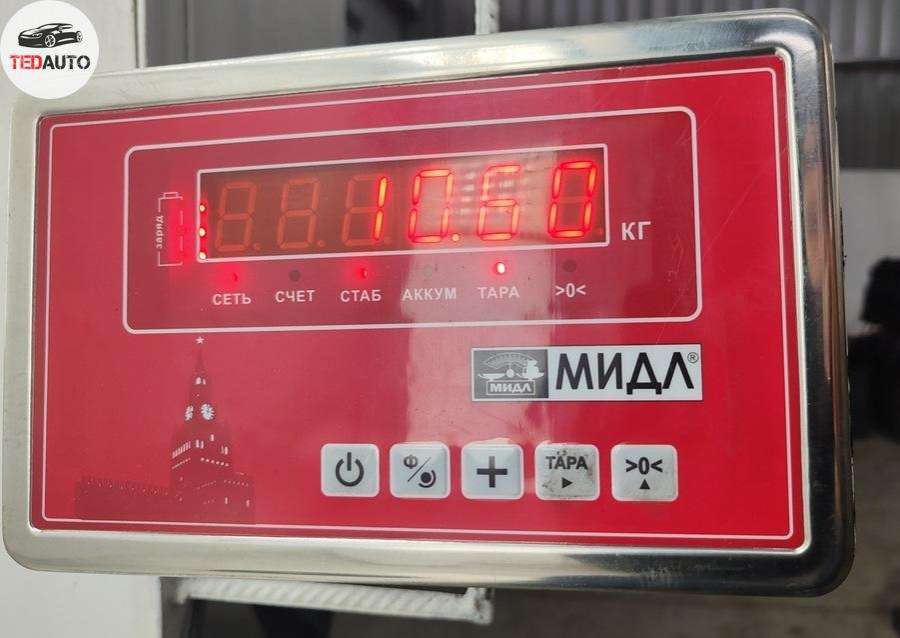 TEDAUTO
заряд
10.60
КГ
СЕТЬ СЧЕТ СТАБ АККУМ ТАРА >0<
МИДЛ МИДЛ®
Ф ТАРА >0<